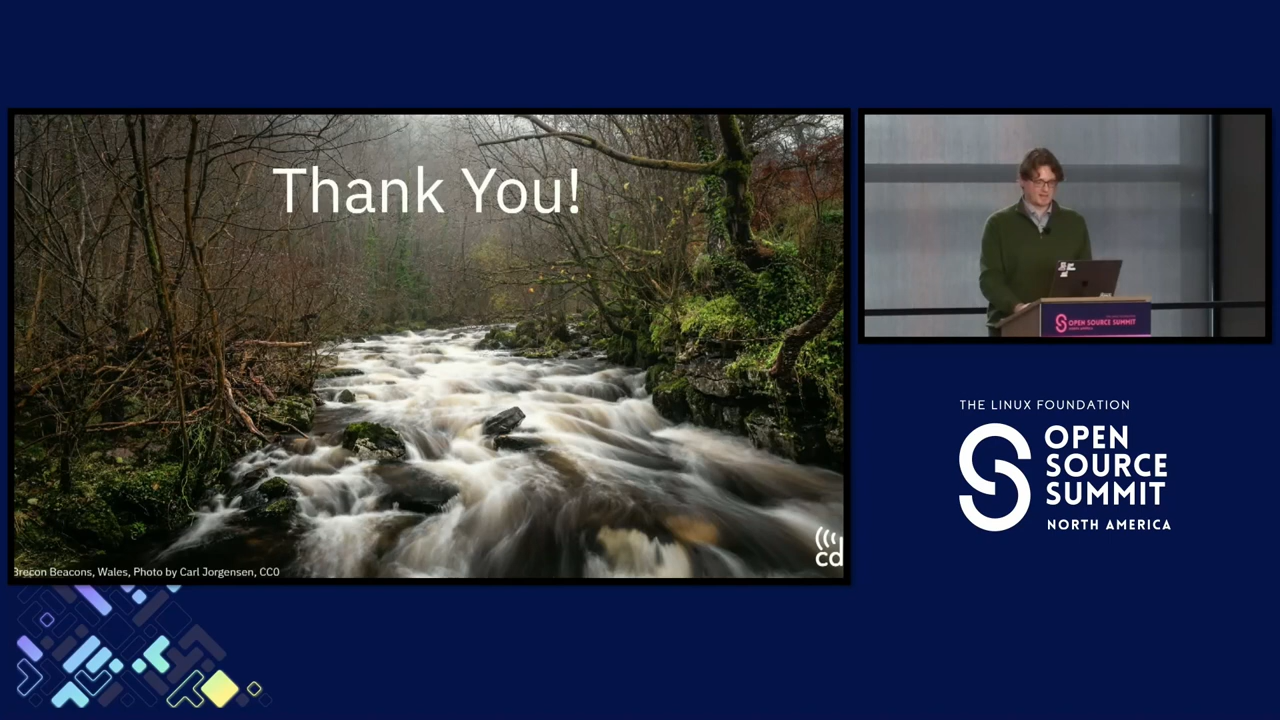 Thank You!
Brecon Beacons, Wales, Photo by Carl Jorgensen, CC0
cd
OPEN SOURCE SUMMIT
THE LINUX FOUNDATION
OPEN
SOURCE
SUMMIT
NORTH AMERICA